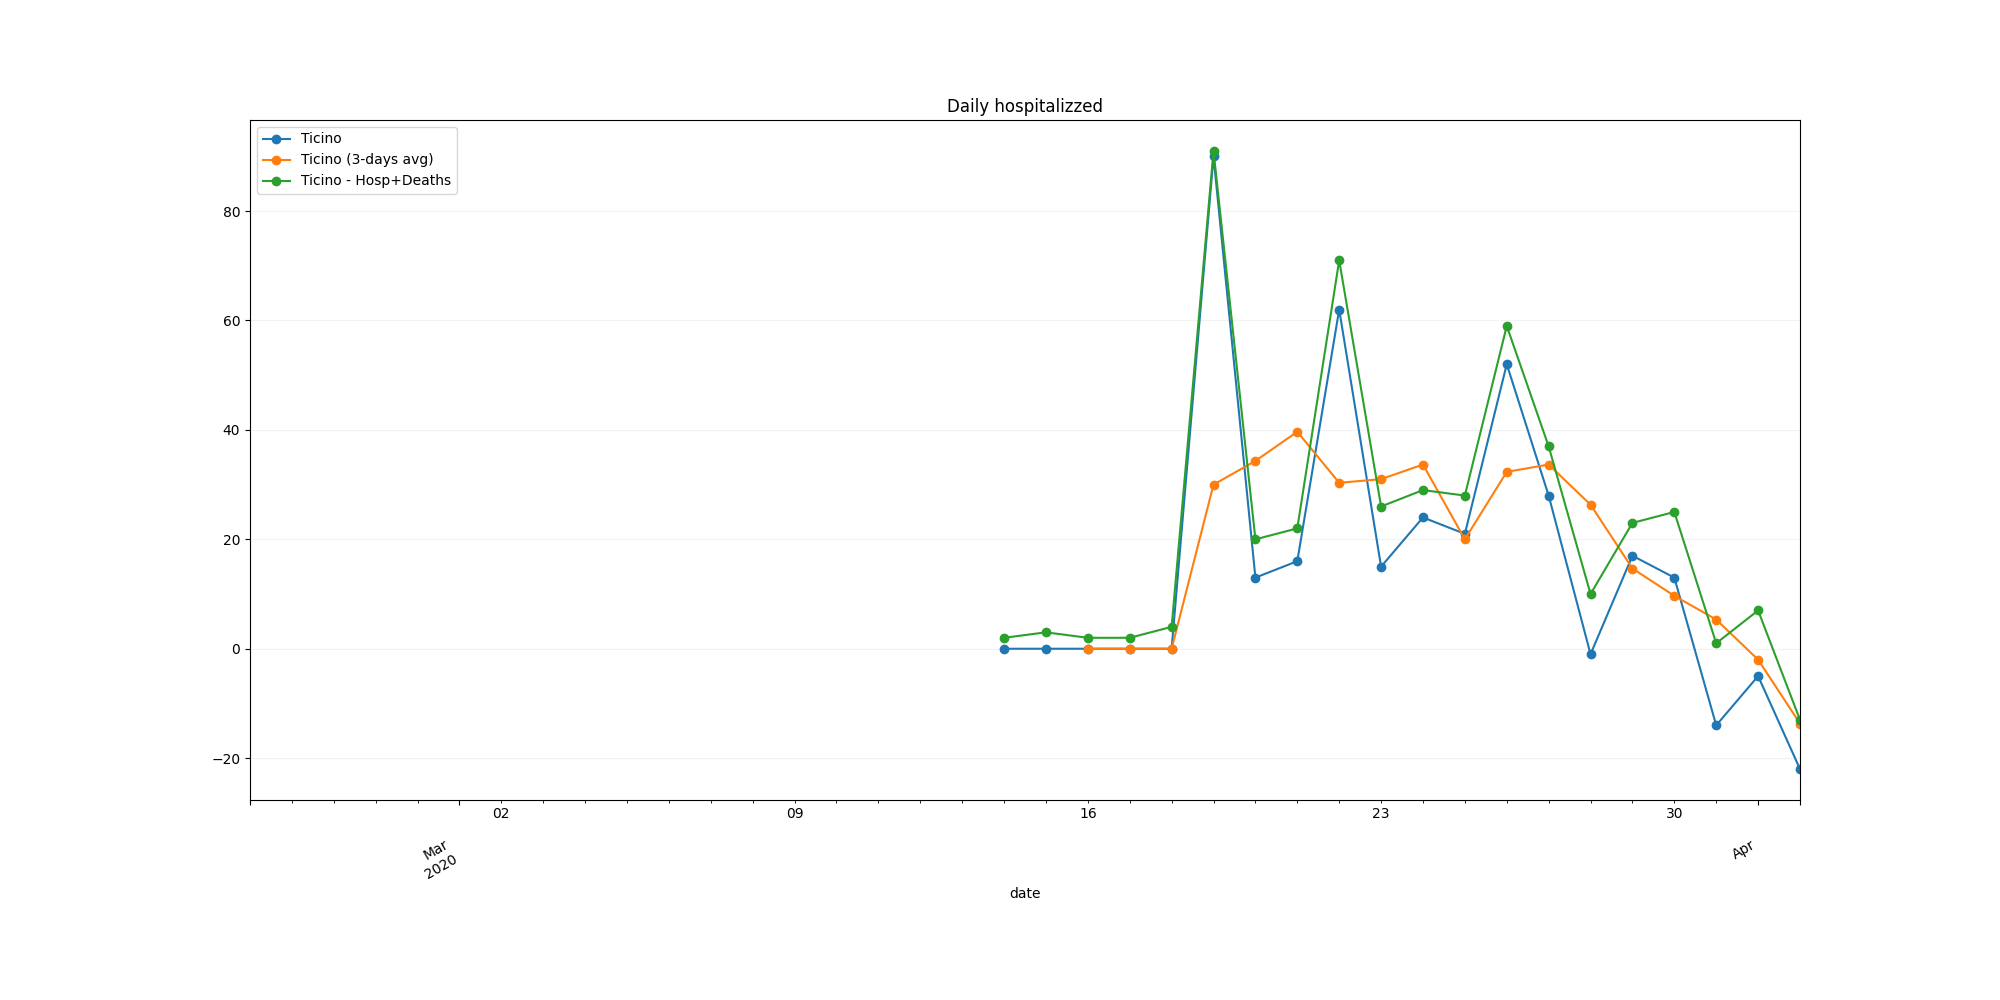 Daily hospitalizzed
Ticino
Ticino (3-days avg)
Ticino - Hosp+Deaths
80
60
40
20
0
−20
02
09
16
23
30
Mar
2020
Apr
date